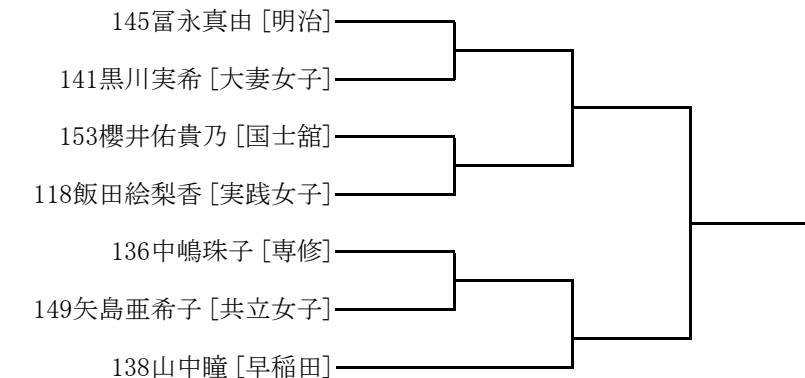 145冨永真由 [明治]
141黒川実希 [大妻女子]
153櫻井佑貴乃 [国士舘]
118飯田絵梨香 [実践女子]
136中嶋珠子 [専修]
149矢島亜希子 [共立女子]
138山中瞳 [早稲田]